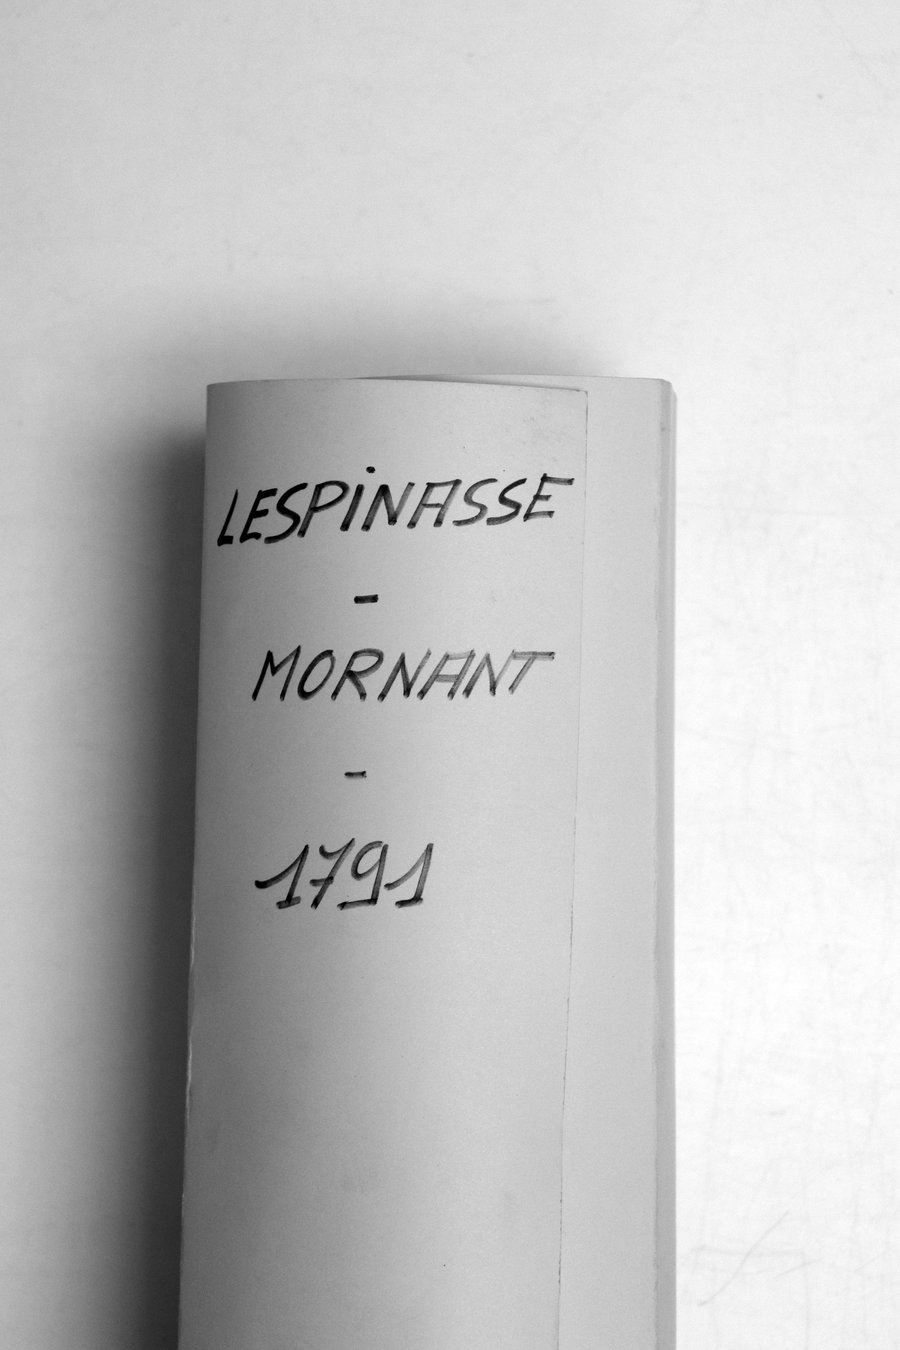 LESPiNASSE
-
MORNANT
-
1791